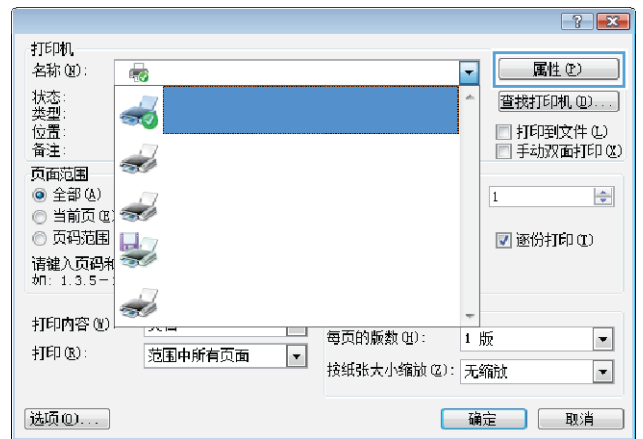 打印机
名称(N):
属性(P)
状态:
类型:
位置:
备注:
查找打印机(D)...
打印到文件(L)
手动双面打印(X)
页面范围
全部(A)
当前页(E)
页码范围
请键入页码和
如: 1.3.5－
1
逐份打印(T)
打印内容(W)
打印(R):
范围中所有页面
每页的版数(H):
1 版
按纸张大小缩放(Z):
无缩放
选项(O)...
确定
取消